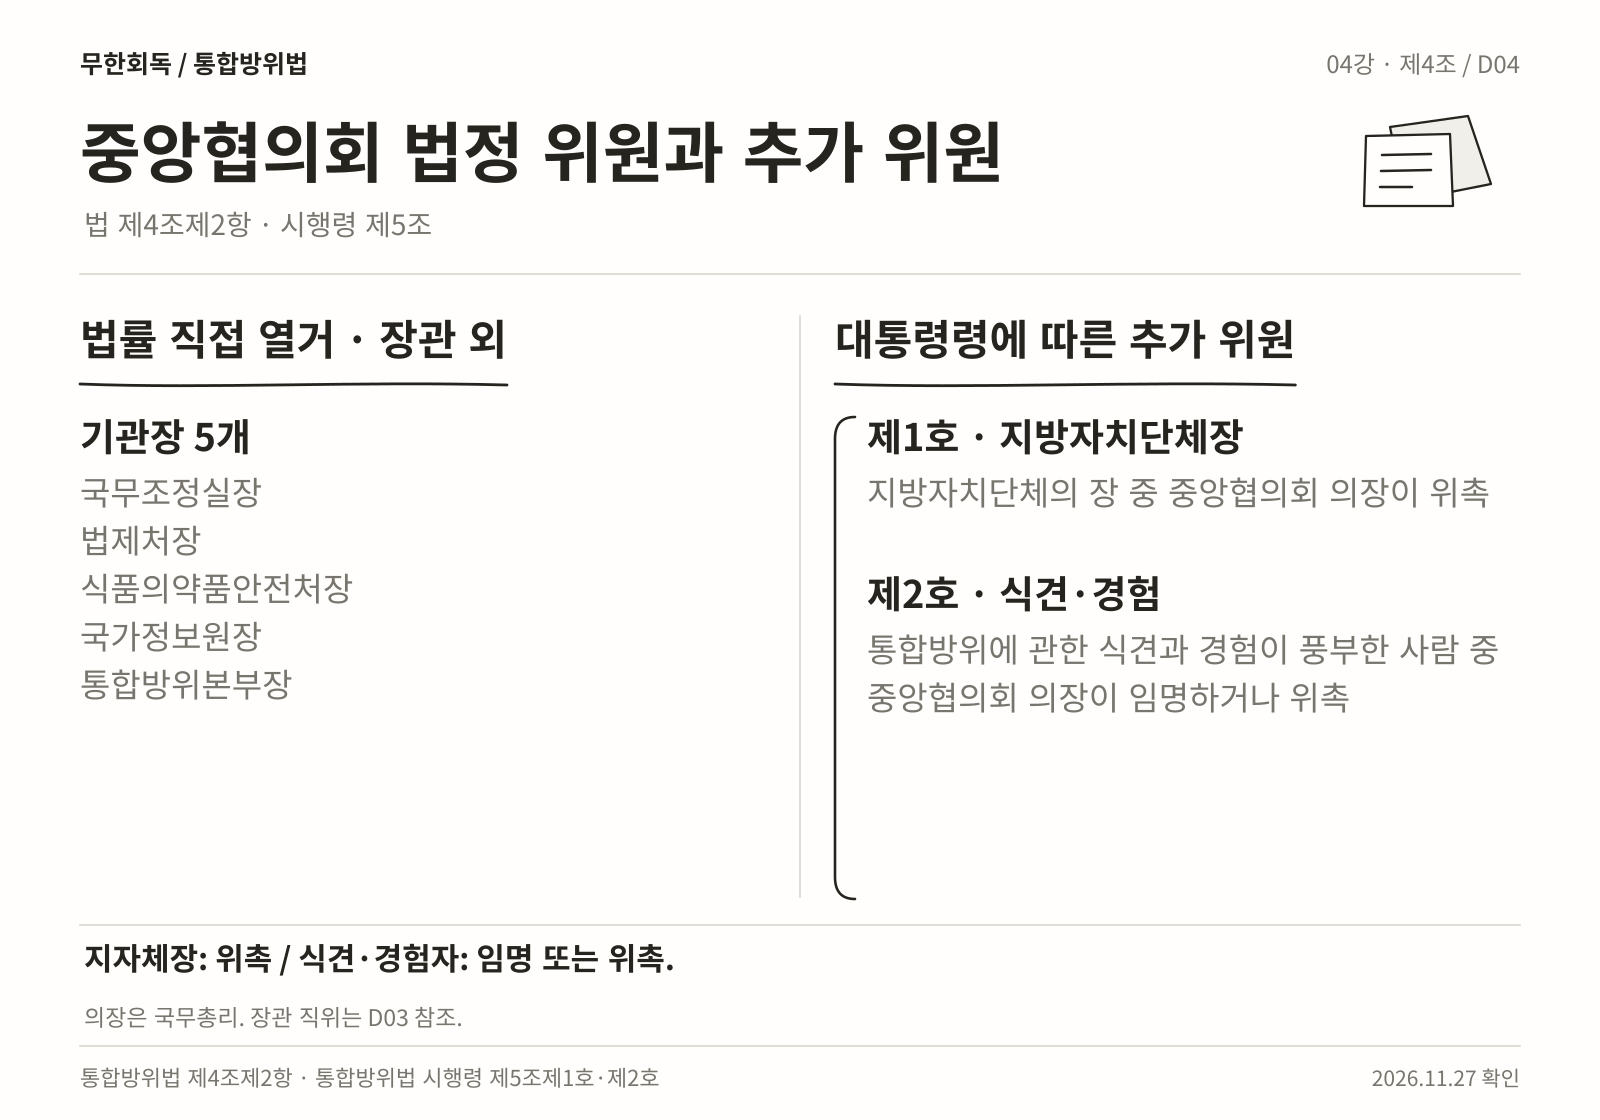 무한회독 / 통합방위법
04강 · 제4조 / D04
중앙협의회 법정 위원과 추가 위원
법 제4조제2항 · 시행령 제5조
법률 직접 열거 · 장관 외
기관장 5개
국무조정실장
법제처장
식품의약품안전처장
국가정보원장
통합방위본부장
대통령령에 따른 추가 위원
제1호 · 지방자치단체장
지방자치단체의 장 중 중앙협의회 의장이 위촉
제2호 · 식견·경험
통합방위에 관한 식견과 경험이 풍부한 사람 중
중앙협의회 의장이 임명하거나 위촉
지자체장: 위촉 / 식견·경험자: 임명 또는 위촉.
의장은 국무총리. 장관 직위는 D03 참조.
통합방위법 제4조제2항 · 통합방위법 시행령 제5조제1호·제2호
2026.11.27 확인